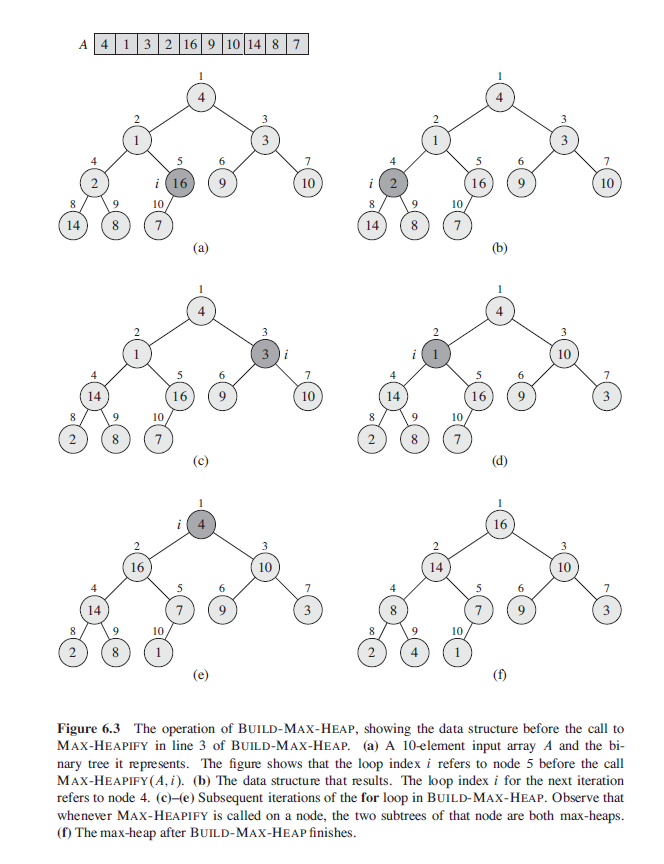 A 4 1 3 2 16 9 10 14 8 7
1 1
4 4
2 3 2 3
1 3 1 3
4 5 6 7 4 5 6 7
2 i 16 9 10 i 2 16 9 10
8 9 10 8 9 10
14 8 7 14 8 7
(a) (b)
1 1
4 4
2 3 2 3
1 3 i i 1 10
4 5 6 7 4 5 6 7
14 16 9 10 14 16 9 3
8 9 10 8 9 10
2 8 7 2 8 7
(c) (d)
1 1
i 4 16
2 3 2 3
16 10 14 10
4 5 6 7 4 5 6 7
14 7 9 3 8 7 9 3
8 9 10 8 9 10
2 8 1 2 4 1
(e) (f)
Figure 6.3 The operation of BUILD-MAX-HEAP, showing the data structure before the call to
MAX-HEAPIFY in line 3 of BUILD-MAX-HEAP. (a) A 10-element input array A and the bi-
nary tree it represents. The figure shows that the loop index i refers to node 5 before the call
MAX-HEAPIFY(A, i). (b) The data structure that results. The loop index i for the next iteration
refers to node 4. (c)–(e) Subsequent iterations of the for loop in BUILD-MAX-HEAP. Observe that
whenever MAX-HEAPIFY is called on a node, the two subtrees of that node are both max-heaps.
(f) The max-heap after BUILD-MAX-HEAP finishes.